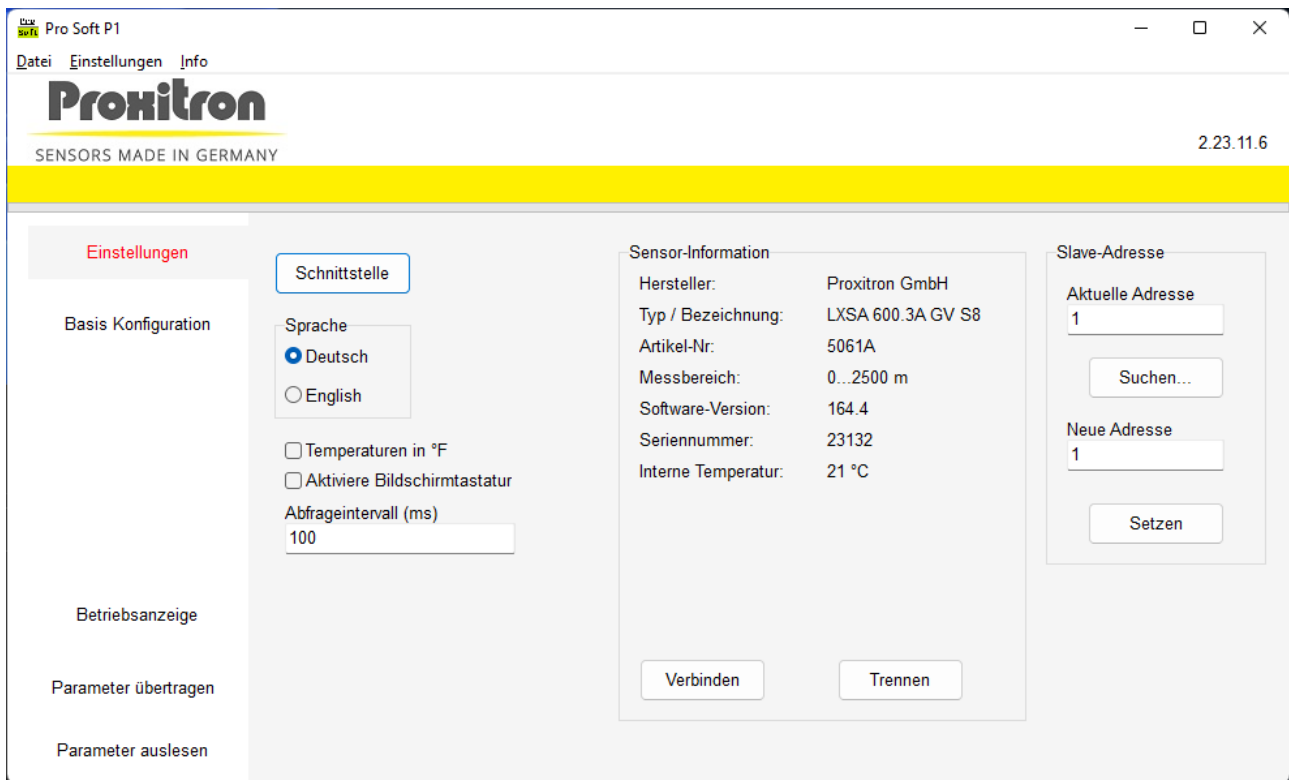 Pro Soft P1
Datei Einstellungen Info
Proxitron
SENSORS MADE IN GERMANY
2.23.11.6
Einstellungen
Basis Konfiguration
Betriebsanzeige
Parameter übertragen
Parameter auslesen
Schnittstelle
Sprache
Deutsch
English
Temperaturen in °F
Aktiviere Bildschirmtastatur
Abfrageintervall (ms)
100
Sensor-Information
Hersteller: Proxitron GmbH
Typ / Bezeichnung: LXSA 600.3A GV S8
Artikel-Nr: 5061A
Messbereich: 0...2500 m
Software-Version: 164.4
Seriennummer: 23132
Interne Temperatur: 21 °C
Verbinden Trennen
Slave-Adresse
Aktuelle Adresse
1
Suchen...
Neue Adresse
1
Setzen